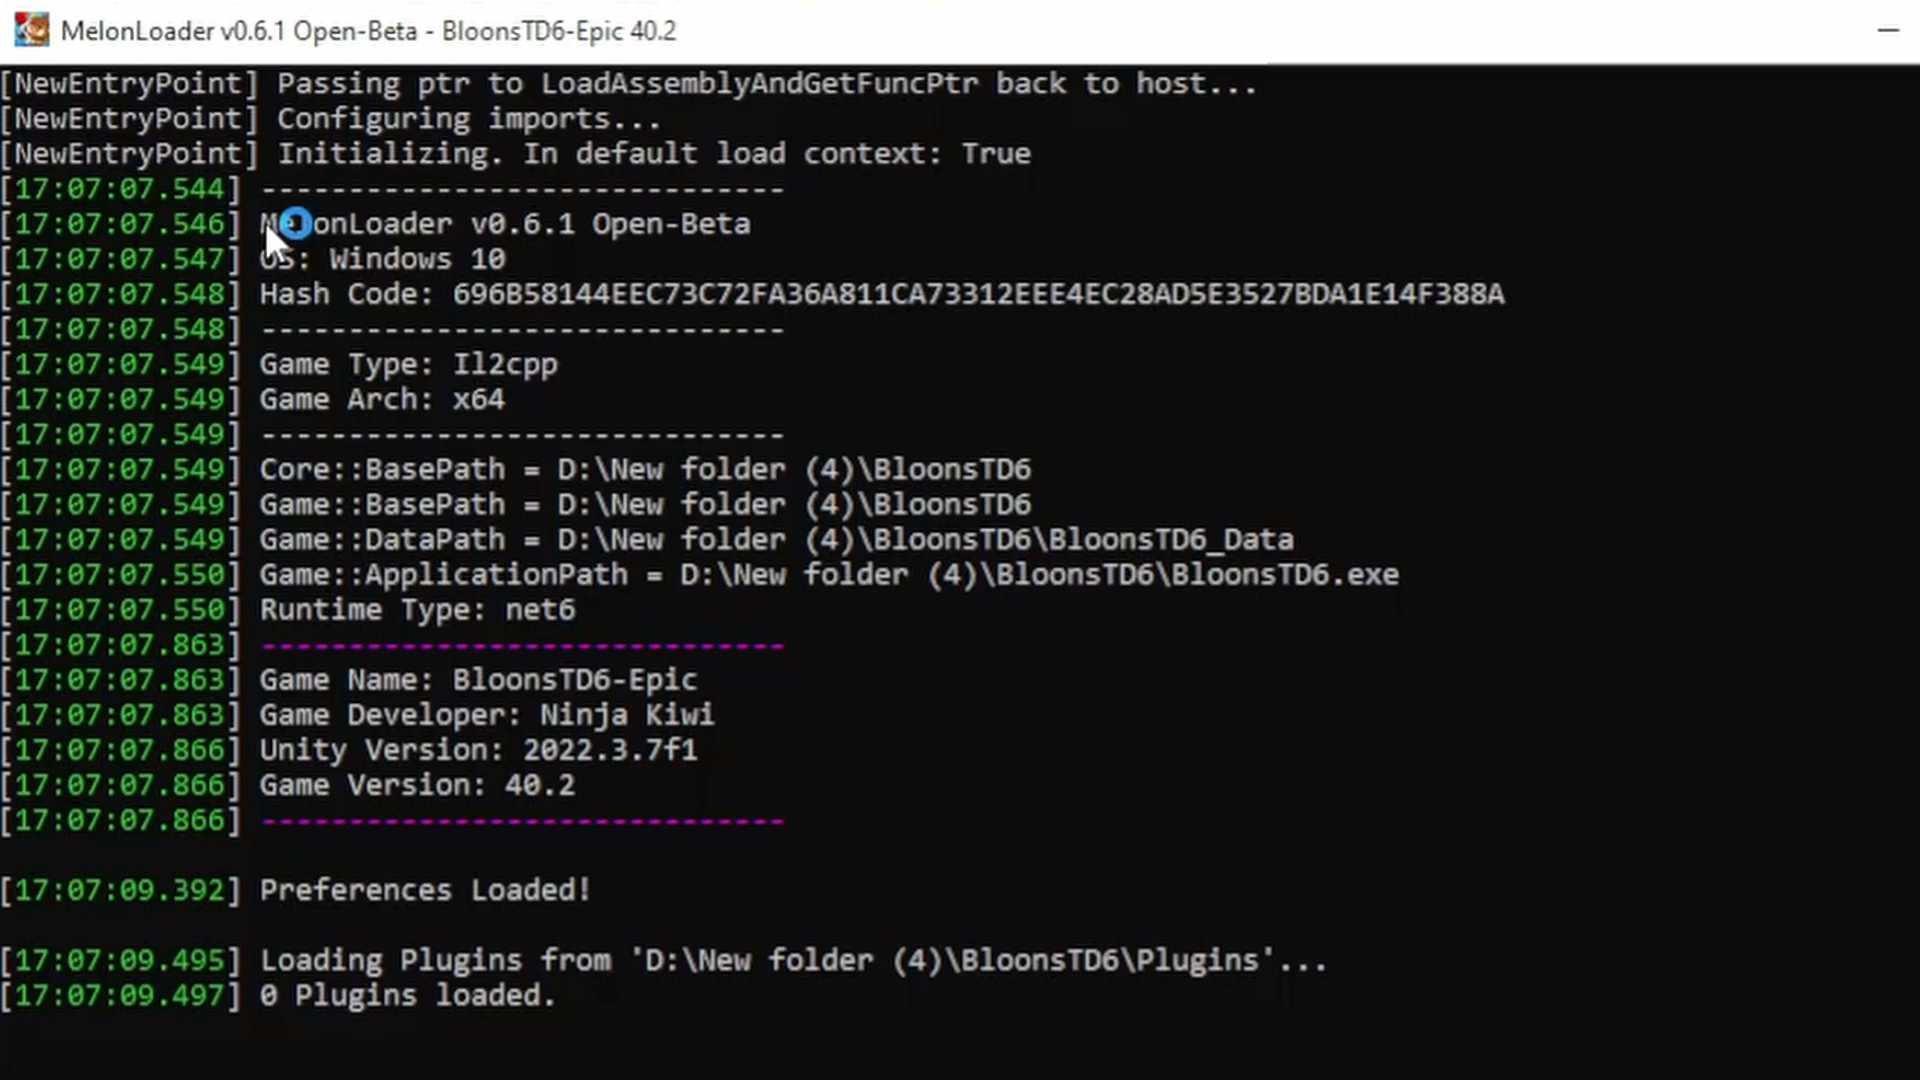 MelonLoader v0.6.1 Open-Beta - BloonsTD6-Epic 40.2
[NewEntryPoint] Passing ptr to LoadAssemblyAndGetFuncPtr back to host...
[NewEntryPoint] Configuring imports...
[NewEntryPoint] Initializing. In default load context: True
[17:07:07.544] ------------------------------
[17:07:07.546] MelonLoader v0.6.1 Open-Beta
[17:07:07.547] OS: Windows 10
[17:07:07.548] Hash Code: 696B58144EEC73C72FA36A811CA73312EEE4EC28AD5E3527BDA1E14F388A
[17:07:07.548] ------------------------------
[17:07:07.549] Game Type: Il2cpp
[17:07:07.549] Game Arch: x64
[17:07:07.549] ------------------------------
[17:07:07.549] Core::BasePath = D:\New folder (4)\BloonsTD6
[17:07:07.549] Game::BasePath = D:\New folder (4)\BloonsTD6
[17:07:07.549] Game::DataPath = D:\New folder (4)\BloonsTD6\BloonsTD6_Data
[17:07:07.550] Game::ApplicationPath = D:\New folder (4)\BloonsTD6\BloonsTD6.exe
[17:07:07.550] Runtime Type: net6
[17:07:07.863] ------------------------------
[17:07:07.863] Game Name: BloonsTD6-Epic
[17:07:07.863] Game Developer: Ninja Kiwi
[17:07:07.866] Unity Version: 2022.3.7f1
[17:07:07.866] Game Version: 40.2
[17:07:07.866] ------------------------------
[17:07:09.392] Preferences Loaded!
[17:07:09.495] Loading Plugins from 'D:\New folder (4)\BloonsTD6\Plugins'...
[17:07:09.497] 0 Plugins loaded.